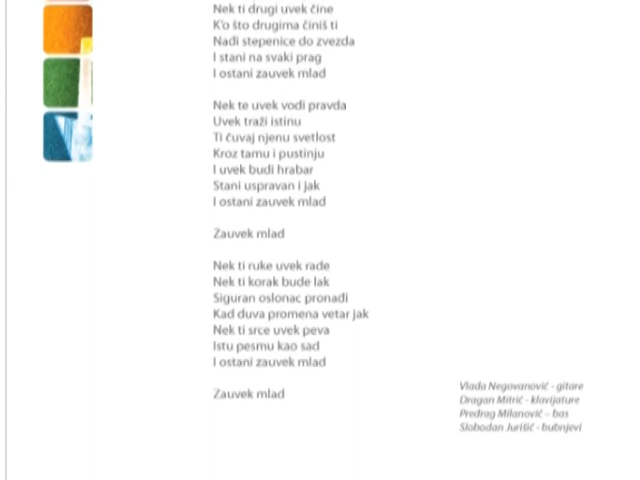 Nek ti drugi uvek čine
K'o što drugima činiš ti
Nađi stepenice do zvezda
I stani na svaki prag
I ostani zauvek mlad
Nek te uvek vodi pravda
Uvek traži istinu
Ti čuvaj njenu svetlost
Kroz tamu i pustinju
I uvek budi hrabar
Stani uspravan i jak
I ostani zauvek mlad
Zauvek mlad
Nek ti ruke uvek rade
Nek ti korak bude lak
Siguran oslonac pronađi
Kad duva promena vetar jak
Nek ti srce uvek peva
Istu pesmu kao sad
I ostani zauvek mlad
Zauvek mlad
Vlada Negovanović - gitare
Dragan Mitrić - klavijature
Predrag Milanović - bas
Slobodan Jurišić - bubnjevi